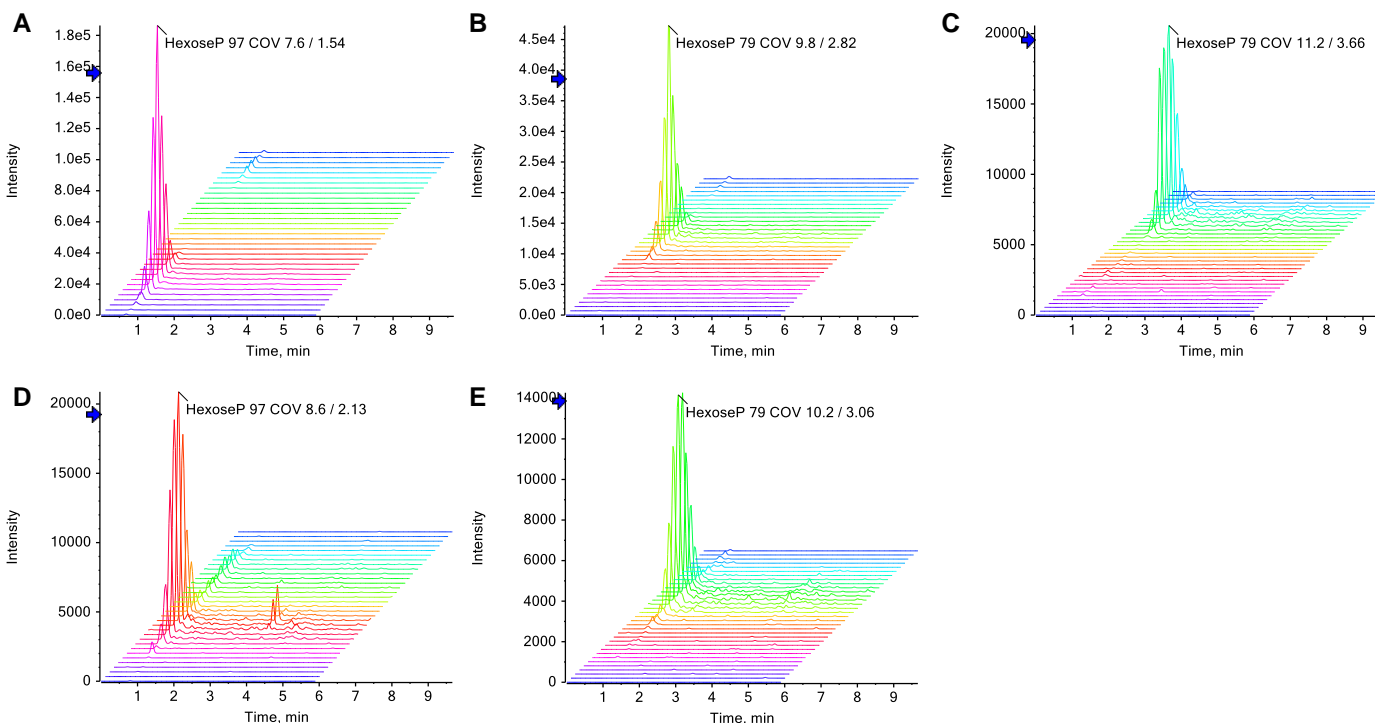 A
HexoseP 97 COV 7.6 / 1.54
Intensity
1.8e5
1.6e5
1.4e5
1.2e5
1.0e5
8.0e4
6.0e4
4.0e4
2.0e4
0.0e0
1 2 3 4 5 6 7 8 9
Time, min
B
HexoseP 79 COV 9.8 / 2.82
Intensity
4.5e4
4.0e4
3.5e4
3.0e4
2.5e4
2.0e4
1.5e4
1.0e4
5.0e3
0.0e0
1 2 3 4 5 6 7 8 9
Time, min
C
HexoseP 79 COV 11.2 / 3.66
Intensity
20000
15000
10000
5000
0
1 2 3 4 5 6 7 8 9
Time, min
D
HexoseP 97 COV 8.6 / 2.13
Intensity
20000
15000
10000
5000
0
1 2 3 4 5 6 7 8 9
Time, min
E
HexoseP 79 COV 10.2 / 3.06
Intensity
14000
12000
10000
8000
6000
4000
2000
0
1 2 3 4 5 6 7 8 9
Time, min